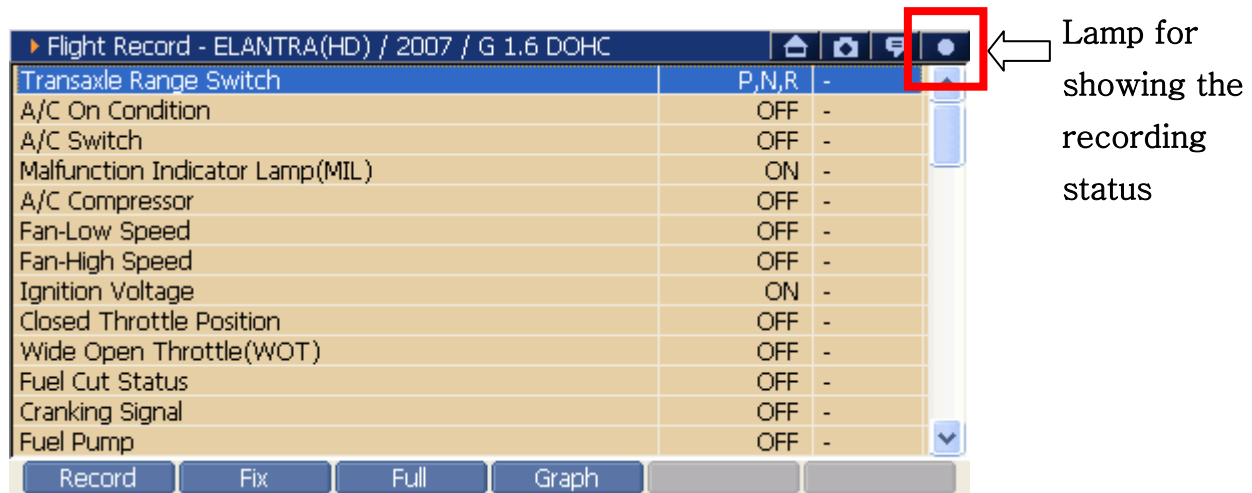 Flight Record - ELANTRA(HD) / 2007 / G 1.6 DOHC
Lamp for
showing the
recording
status
Transaxle Range Switch P,N,R -
A/C On Condition OFF -
A/C Switch OFF -
Malfunction Indicator Lamp(MIL) ON -
A/C Compressor OFF -
Fan-Low Speed OFF -
Fan-High Speed OFF -
Ignition Voltage ON -
Closed Throttle Position OFF -
Wide Open Throttle(WOT) OFF -
Fuel Cut Status OFF -
Cranking Signal OFF -
Fuel Pump OFF -
Record Fix Full Graph